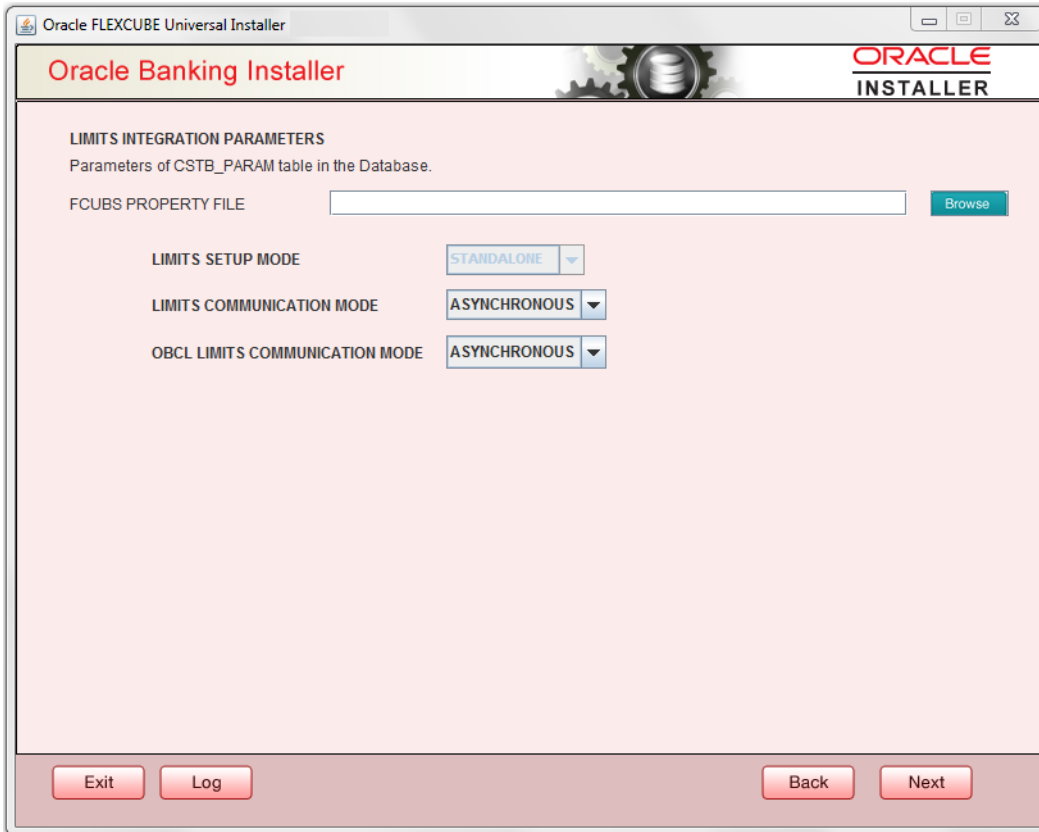 Oracle FLEXCUBE Universal Installer
Oracle Banking Installer
ORACLE
INSTALLER
LIMITS INTEGRATION PARAMETERS
Parameters of CSTB_PARAM table in the Database.
FCUBS PROPERTY FILE Browse
LIMITS SETUP MODE STANDALONE
LIMITS COMMUNICATION MODE ASYNCHRONOUS
OBCL LIMITS COMMUNICATION MODE ASYNCHRONOUS
Exit Log Back Next